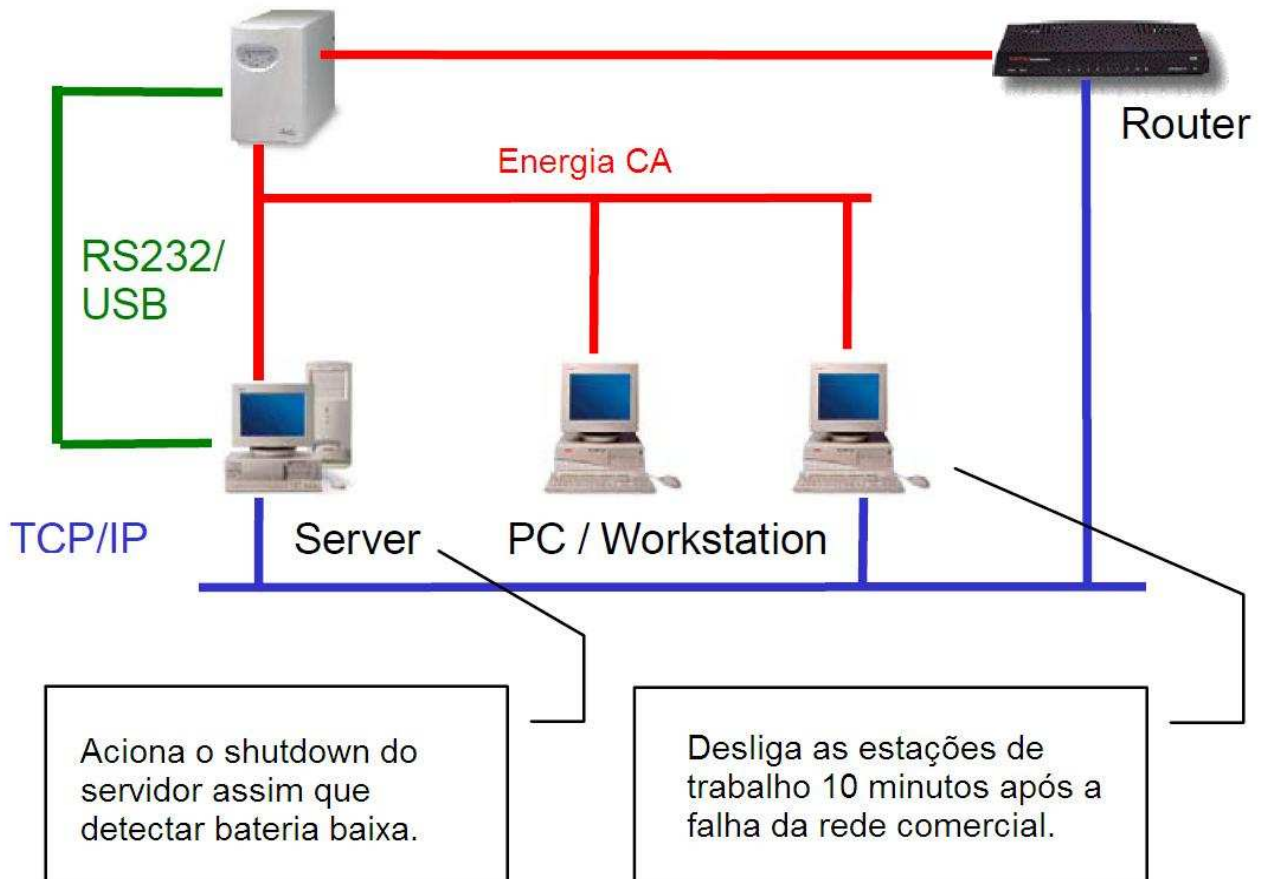 Router
Energia CA
RS232/
USB
TCP/IP
Server
PC / Workstation
Aciona o shutdown do
servidor assim que
detectar bateria baixa.
Desliga as estações de
trabalho 10 minutos após a
falha da rede comercial.